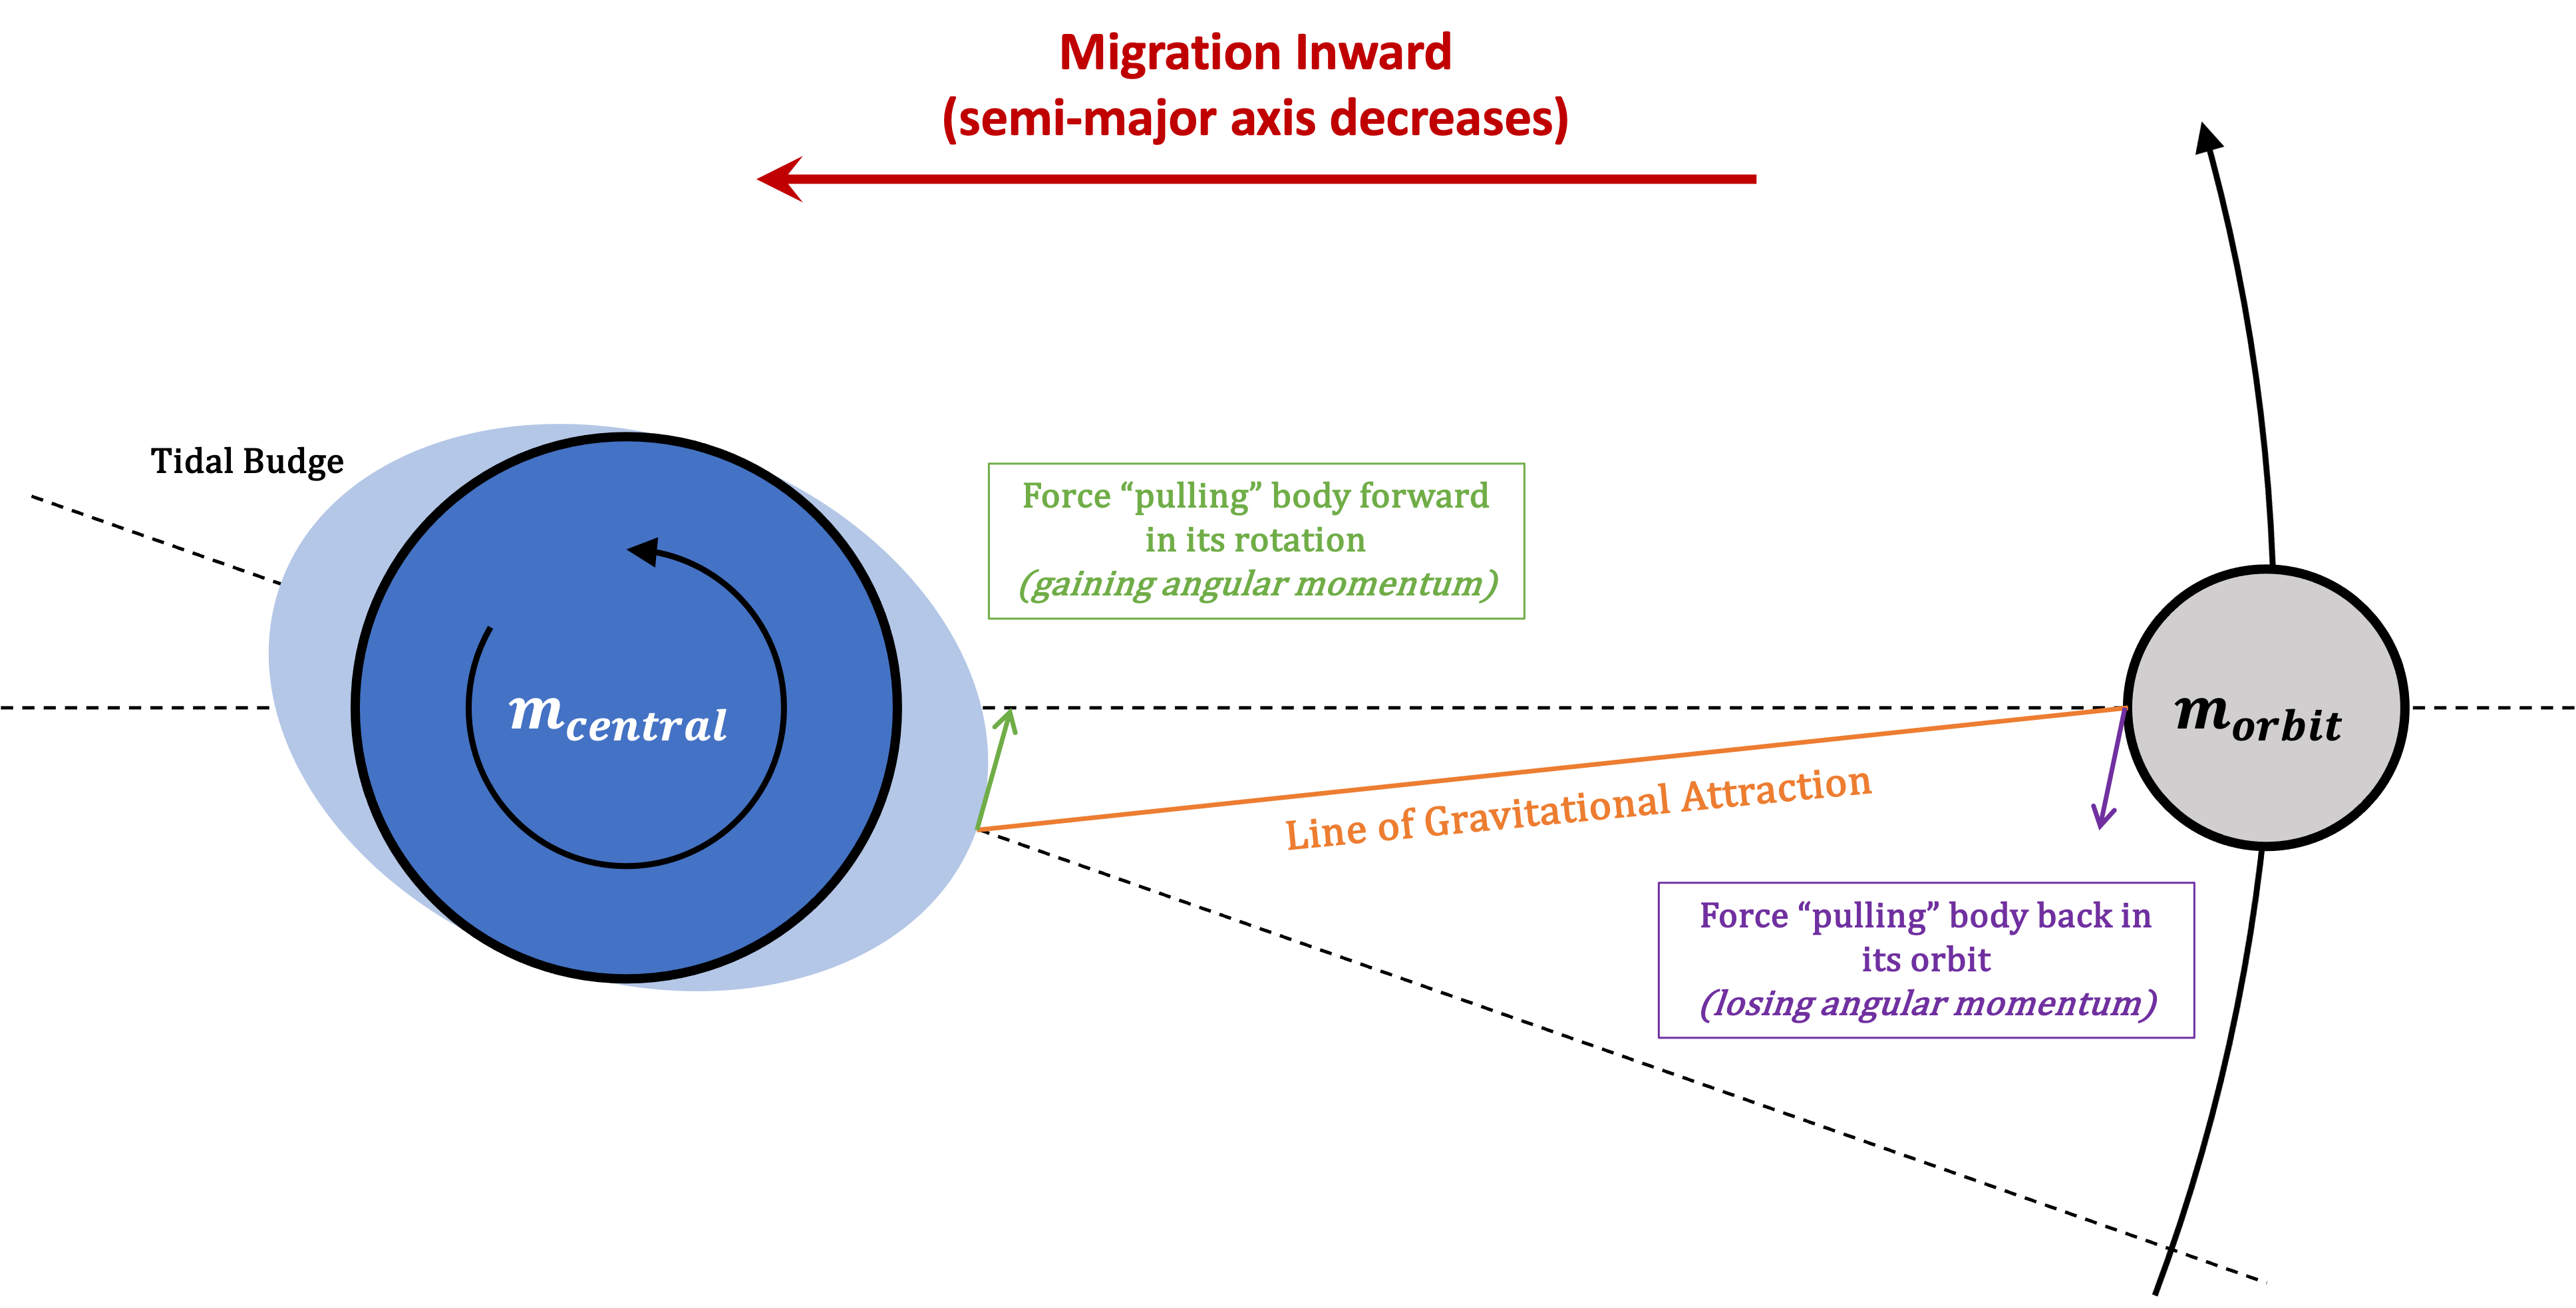 Migration Inward
(semi-major axis decreases)
Tidal Budge
Force “pulling” body forward
in its rotation
(gaining angular momentum)
m_central
m_orbit
Line of Gravitational Attraction
Force “pulling” body back in
its orbit
(losing angular momentum)